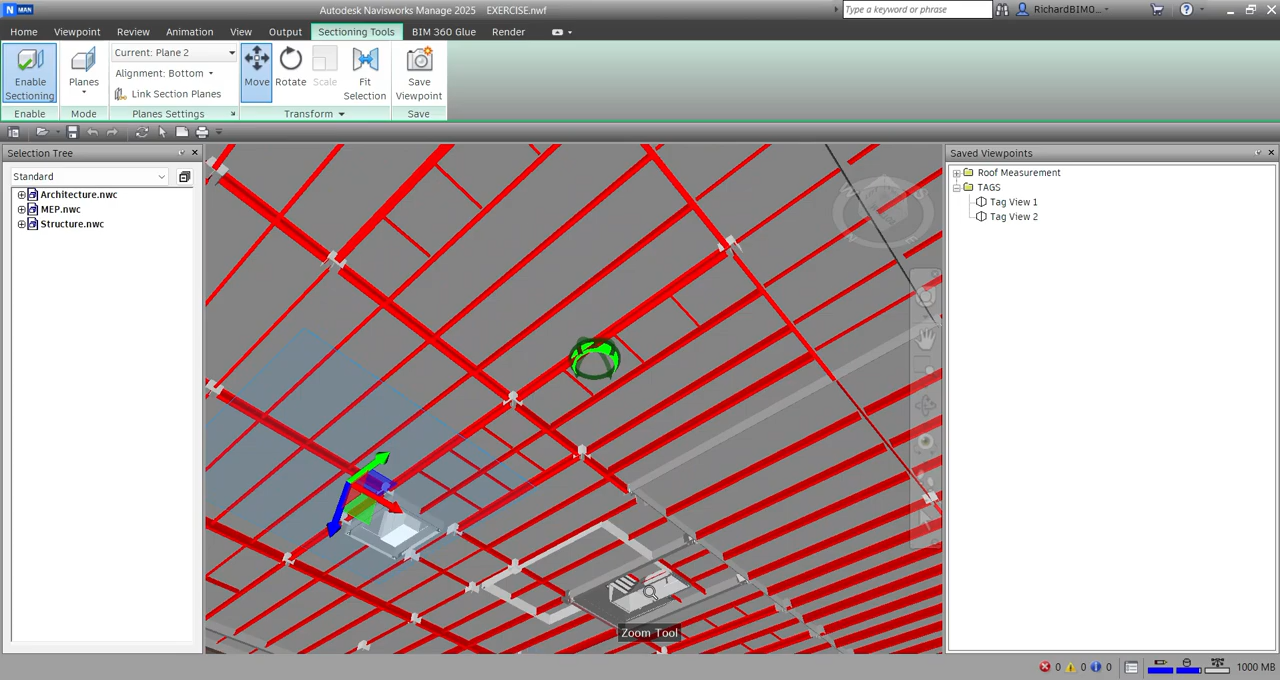 N MAN
Autodesk Navisworks Manage 2025 EXERCISE.nwf
Type a keyword or phrase
RichardBIMO...
Home Viewpoint Review Animation View Output Sectioning Tools BIM 360 Glue Render
Enable Sectioning
Planes
Current: Plane 2
Alignment: Bottom
Link Section Planes
Move
Rotate
Scale
Fit Selection
Save Viewpoint
Enable Mode Planes Settings Transform Save
Selection Tree
Standard
Architecture.nwc
MEP.nwc
Structure.nwc
Saved Viewpoints
Roof Measurement
TAGS
Tag View 1
Tag View 2
Zoom Tool
0 0 0 1000 MB